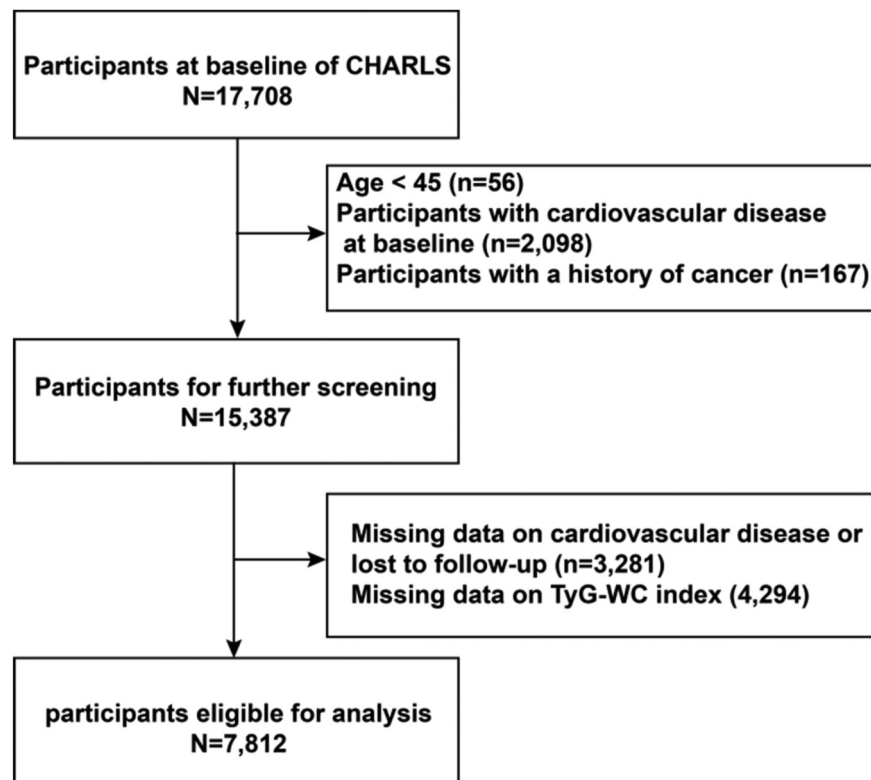 Participants at baseline of CHARLS
N=17,708
Age < 45 (n=56)
Participants with cardiovascular disease
at baseline (n=2,098)
Participants with a history of cancer (n=167)
Participants for further screening
N=15,387
Missing data on cardiovascular disease or
lost to follow-up (n=3,281)
Missing data on TyG-WC index (4,294)
participants eligible for analysis
N=7,812